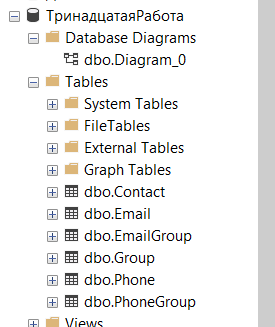 ТринадцатаяРабота
Database Diagrams
dbo.Diagram_0
Tables
System Tables
FileTables
External Tables
Graph Tables
dbo.Contact
dbo.Email
dbo.EmailGroup
dbo.Group
dbo.Phone
dbo.PhoneGroup
Views